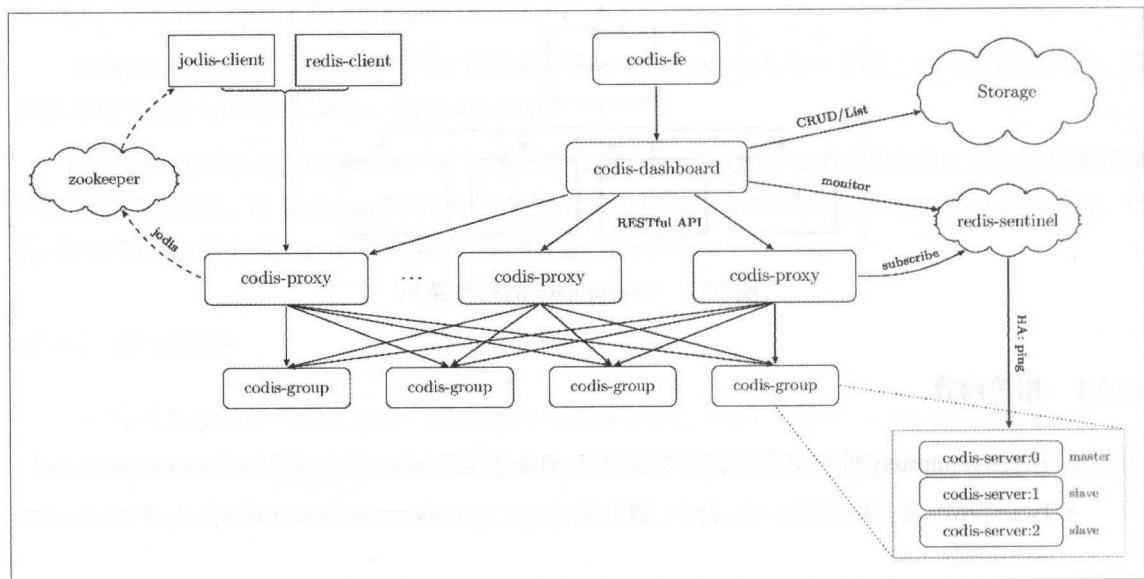 jodis-client
redis-client
codis-fe
Storage
CRUD/List
zookeeper
codis-dashboard
monitor
redis-sentinel
RESTful API
jodis
subscribe
codis-proxy
...
codis-proxy
codis-proxy
HA: ping
codis-group
codis-group
codis-group
codis-group
codis-server:0
master
codis-server:1
slave
codis-server:2
slave